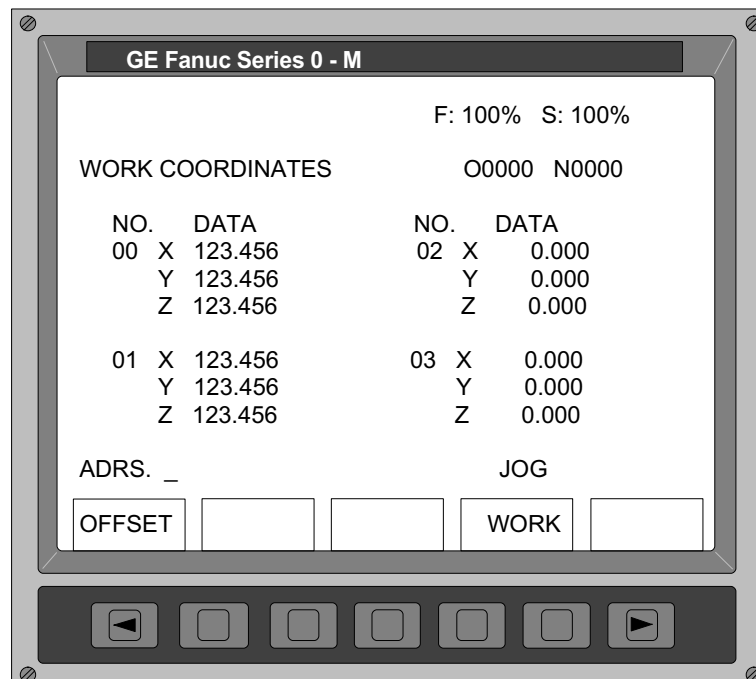 GE Fanuc Series 0 - M
F: 100% S: 100%
WORK COORDINATES O0000 N0000
NO. DATA NO. DATA
00 X 123.456 02 X 0.000
Y 123.456 Y 0.000
Z 123.456 Z 0.000
01 X 123.456 03 X 0.000
Y 123.456 Y 0.000
Z 123.456 Z 0.000
ADRS. _ JOG
OFFSET WORK